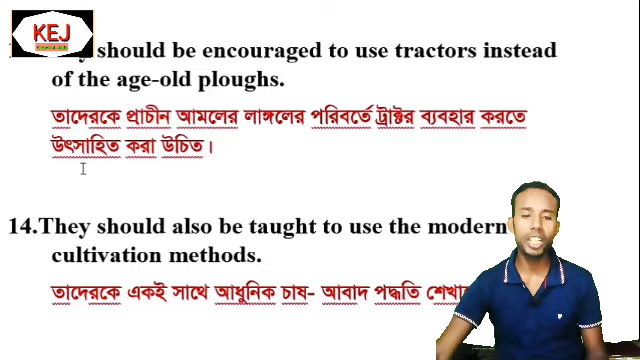 KEJ
should be encouraged to use tractors instead
of the age-old ploughs.
তাদেরকে প্রাচীন আমলের লাঙ্গলের পরিবর্তে ট্রাক্টর ব্যবহার করতে
উৎসাহিত করা উচিত।
14.They should also be taught to use the modern
cultivation methods.
তাদেরকে একই সাথে আধুনিক চাষ- আবাদ পদ্ধতি